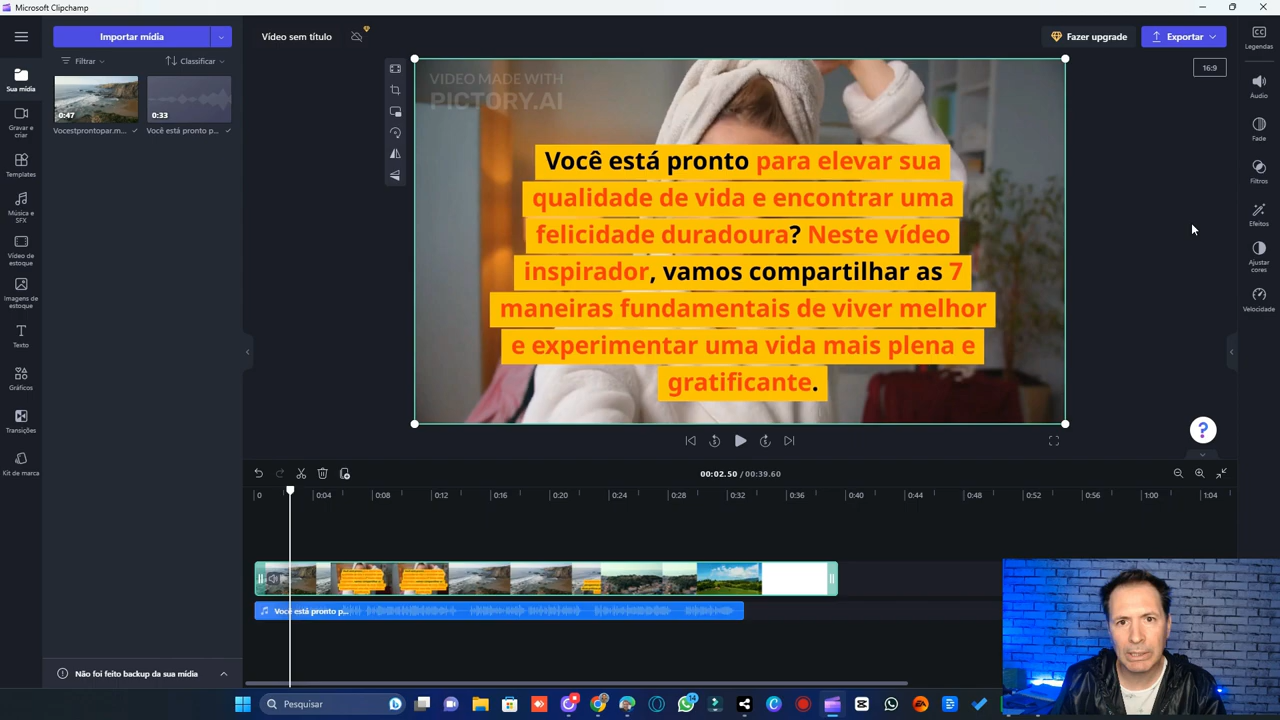 Microsoft Clipchamp
Importar mídia
Vídeo sem título
Fazer upgrade
Exportar
Legendas
Filtrar
Classificar
16:9
Sua mídia
0:47
0:33
Vocestprontopar.m...
Você está pronto p...
Gravar e
criar
Templates
Música e
SFX
Vídeo de
estoque
Imagens de
estoque
Texto
Gráficos
Transições
Kit de marca
Áudio
Fade
Filtros
Efeitos
Ajustar
cores
Velocidade
VIDEO MADE WITH
PICTORY.AI
Você está pronto para elevar sua
qualidade de vida e encontrar uma
felicidade duradoura? Neste vídeo
inspirador, vamos compartilhar as 7
maneiras fundamentais de viver melhor
e experimentar uma vida mais plena e
gratificante.
?
00:02.50 / 00:39.60
0 0:04 0:08 0:12 0:16 0:20 0:24 0:28 0:32 0:36 0:40 0:44 0:48 0:52 0:56 1:00 1:04
Você está pronto p...
Não foi feito backup da sua mídia
Pesquisar
14